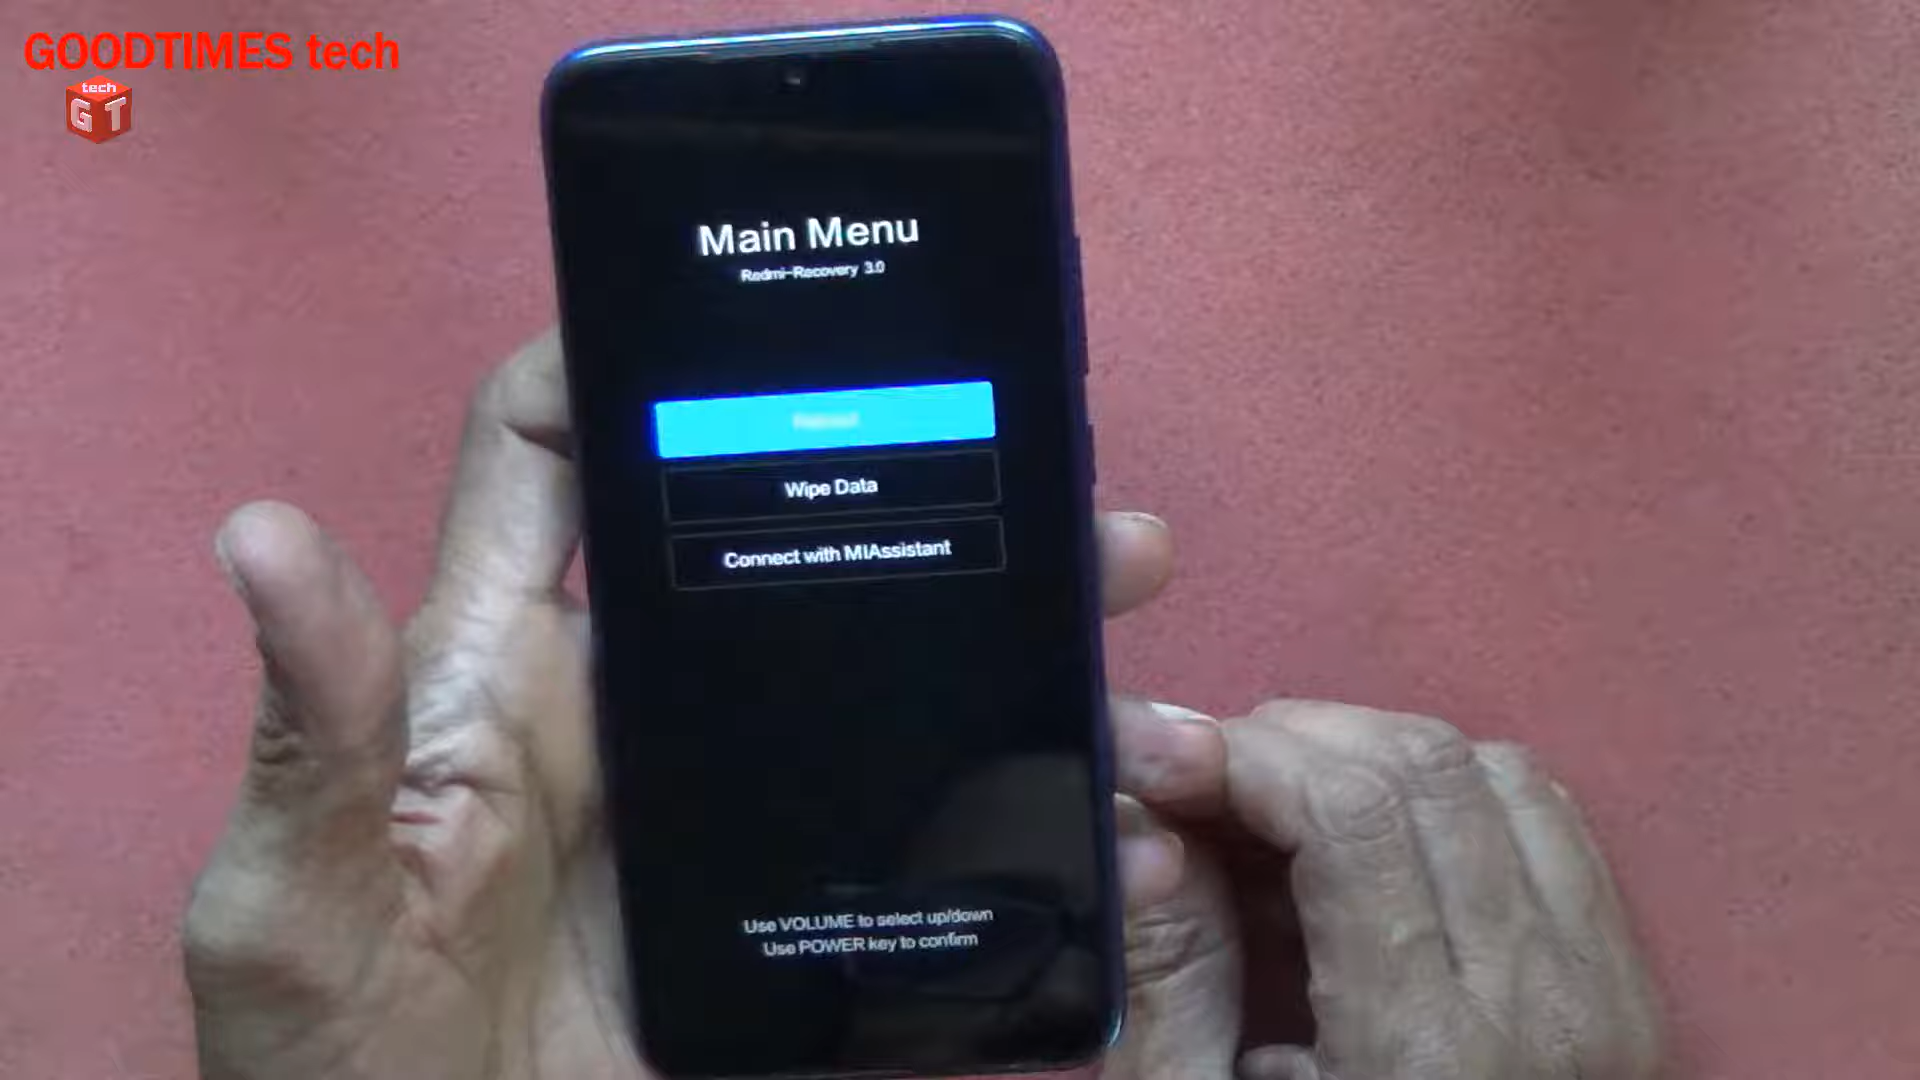 GOODTIMES tech
tech
GT
Main Menu
Redmi-Recovery 3.0
Wipe Data
Connect with MIAssistant
Use VOLUME to select up/down
Use POWER key to confirm